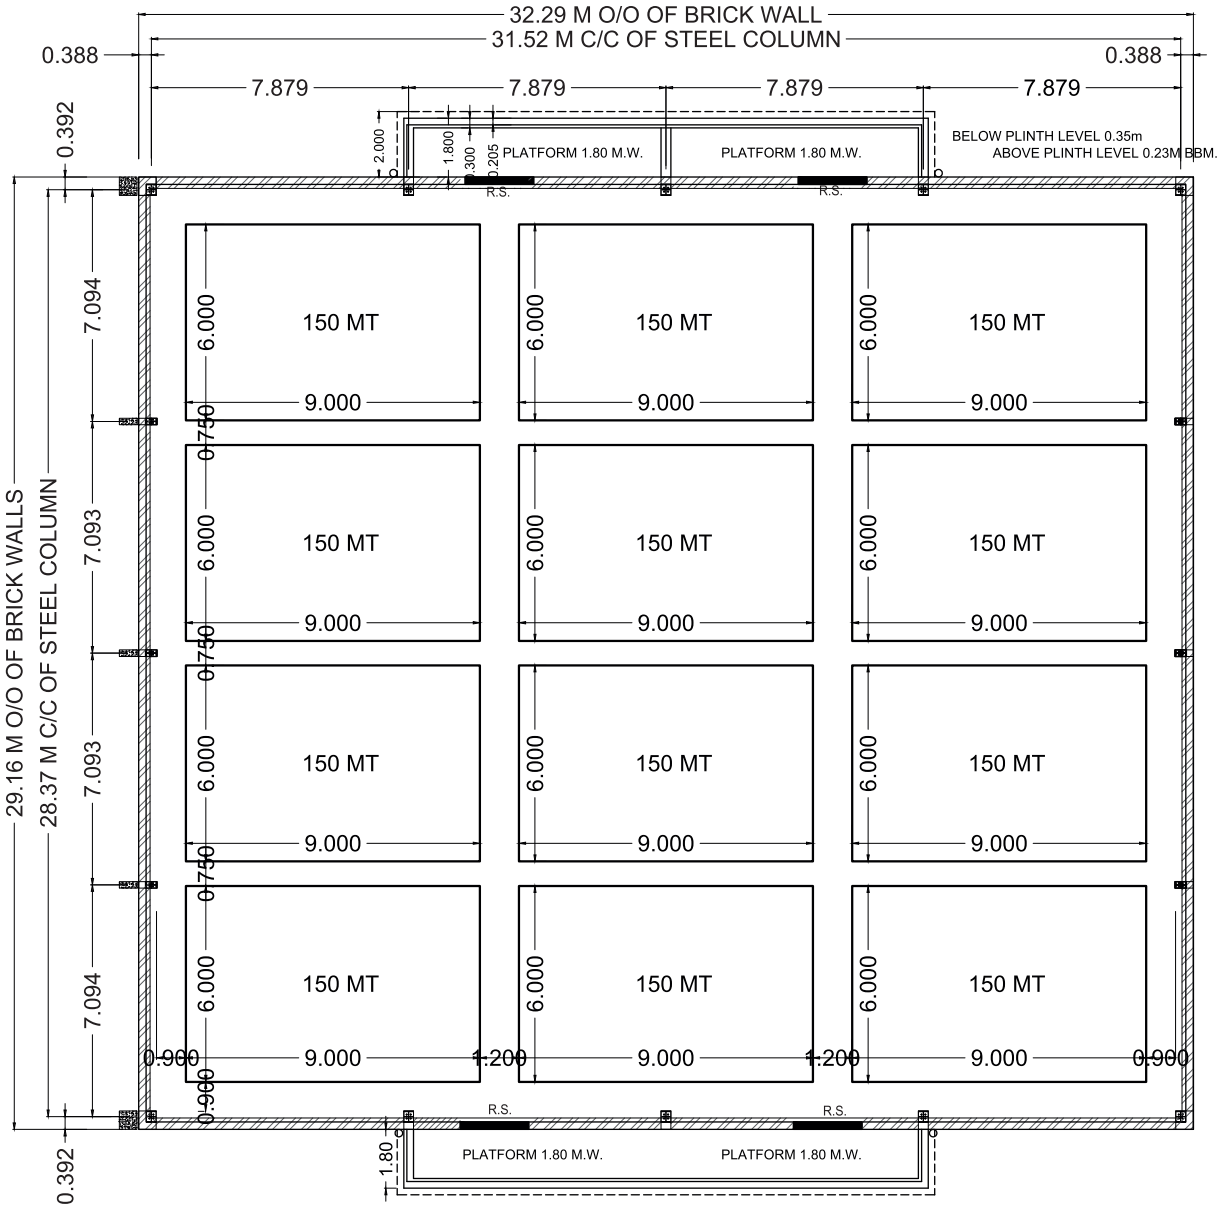 32.29 M O/O OF BRICK WALL
31.52 M C/C OF STEEL COLUMN
0.388
0.388
7.879
7.879
7.879
7.879
0.392
2.000
1.800
0.300
0.205
PLATFORM 1.80 M.W.
PLATFORM 1.80 M.W.
BELOW PLINTH LEVEL 0.35m
ABOVE PLINTH LEVEL 0.23M BBM.
R.S.
R.S.
29.16 M O/O OF BRICK WALLS
28.37 M C/C OF STEEL COLUMN
7.094
6.000
150 MT
9.000
6.000
150 MT
9.000
6.000
150 MT
9.000
0.750
7.093
6.000
150 MT
9.000
6.000
150 MT
9.000
6.000
150 MT
9.000
0.750
7.093
6.000
150 MT
9.000
6.000
150 MT
9.000
6.000
150 MT
9.000
0.750
7.094
6.000
150 MT
6.000
150 MT
6.000
150 MT
0.900
9.000
1.200
9.000
1.200
9.000
0.900
0.900
R.S.
R.S.
0.392
1.80
PLATFORM 1.80 M.W.
PLATFORM 1.80 M.W.